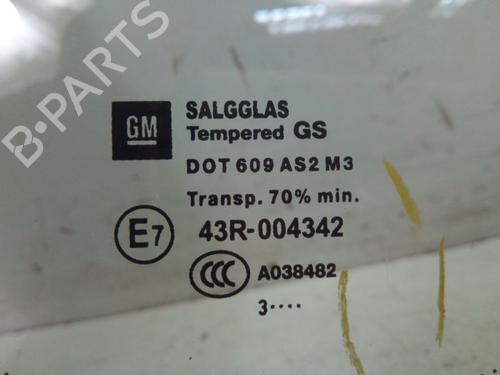 B-PARTS
GM
SALGGLAS
Tempered GS
DOT 609 AS2 M3
Transp. 70% min.
E7
43R-004342
CCC
A038482
3····